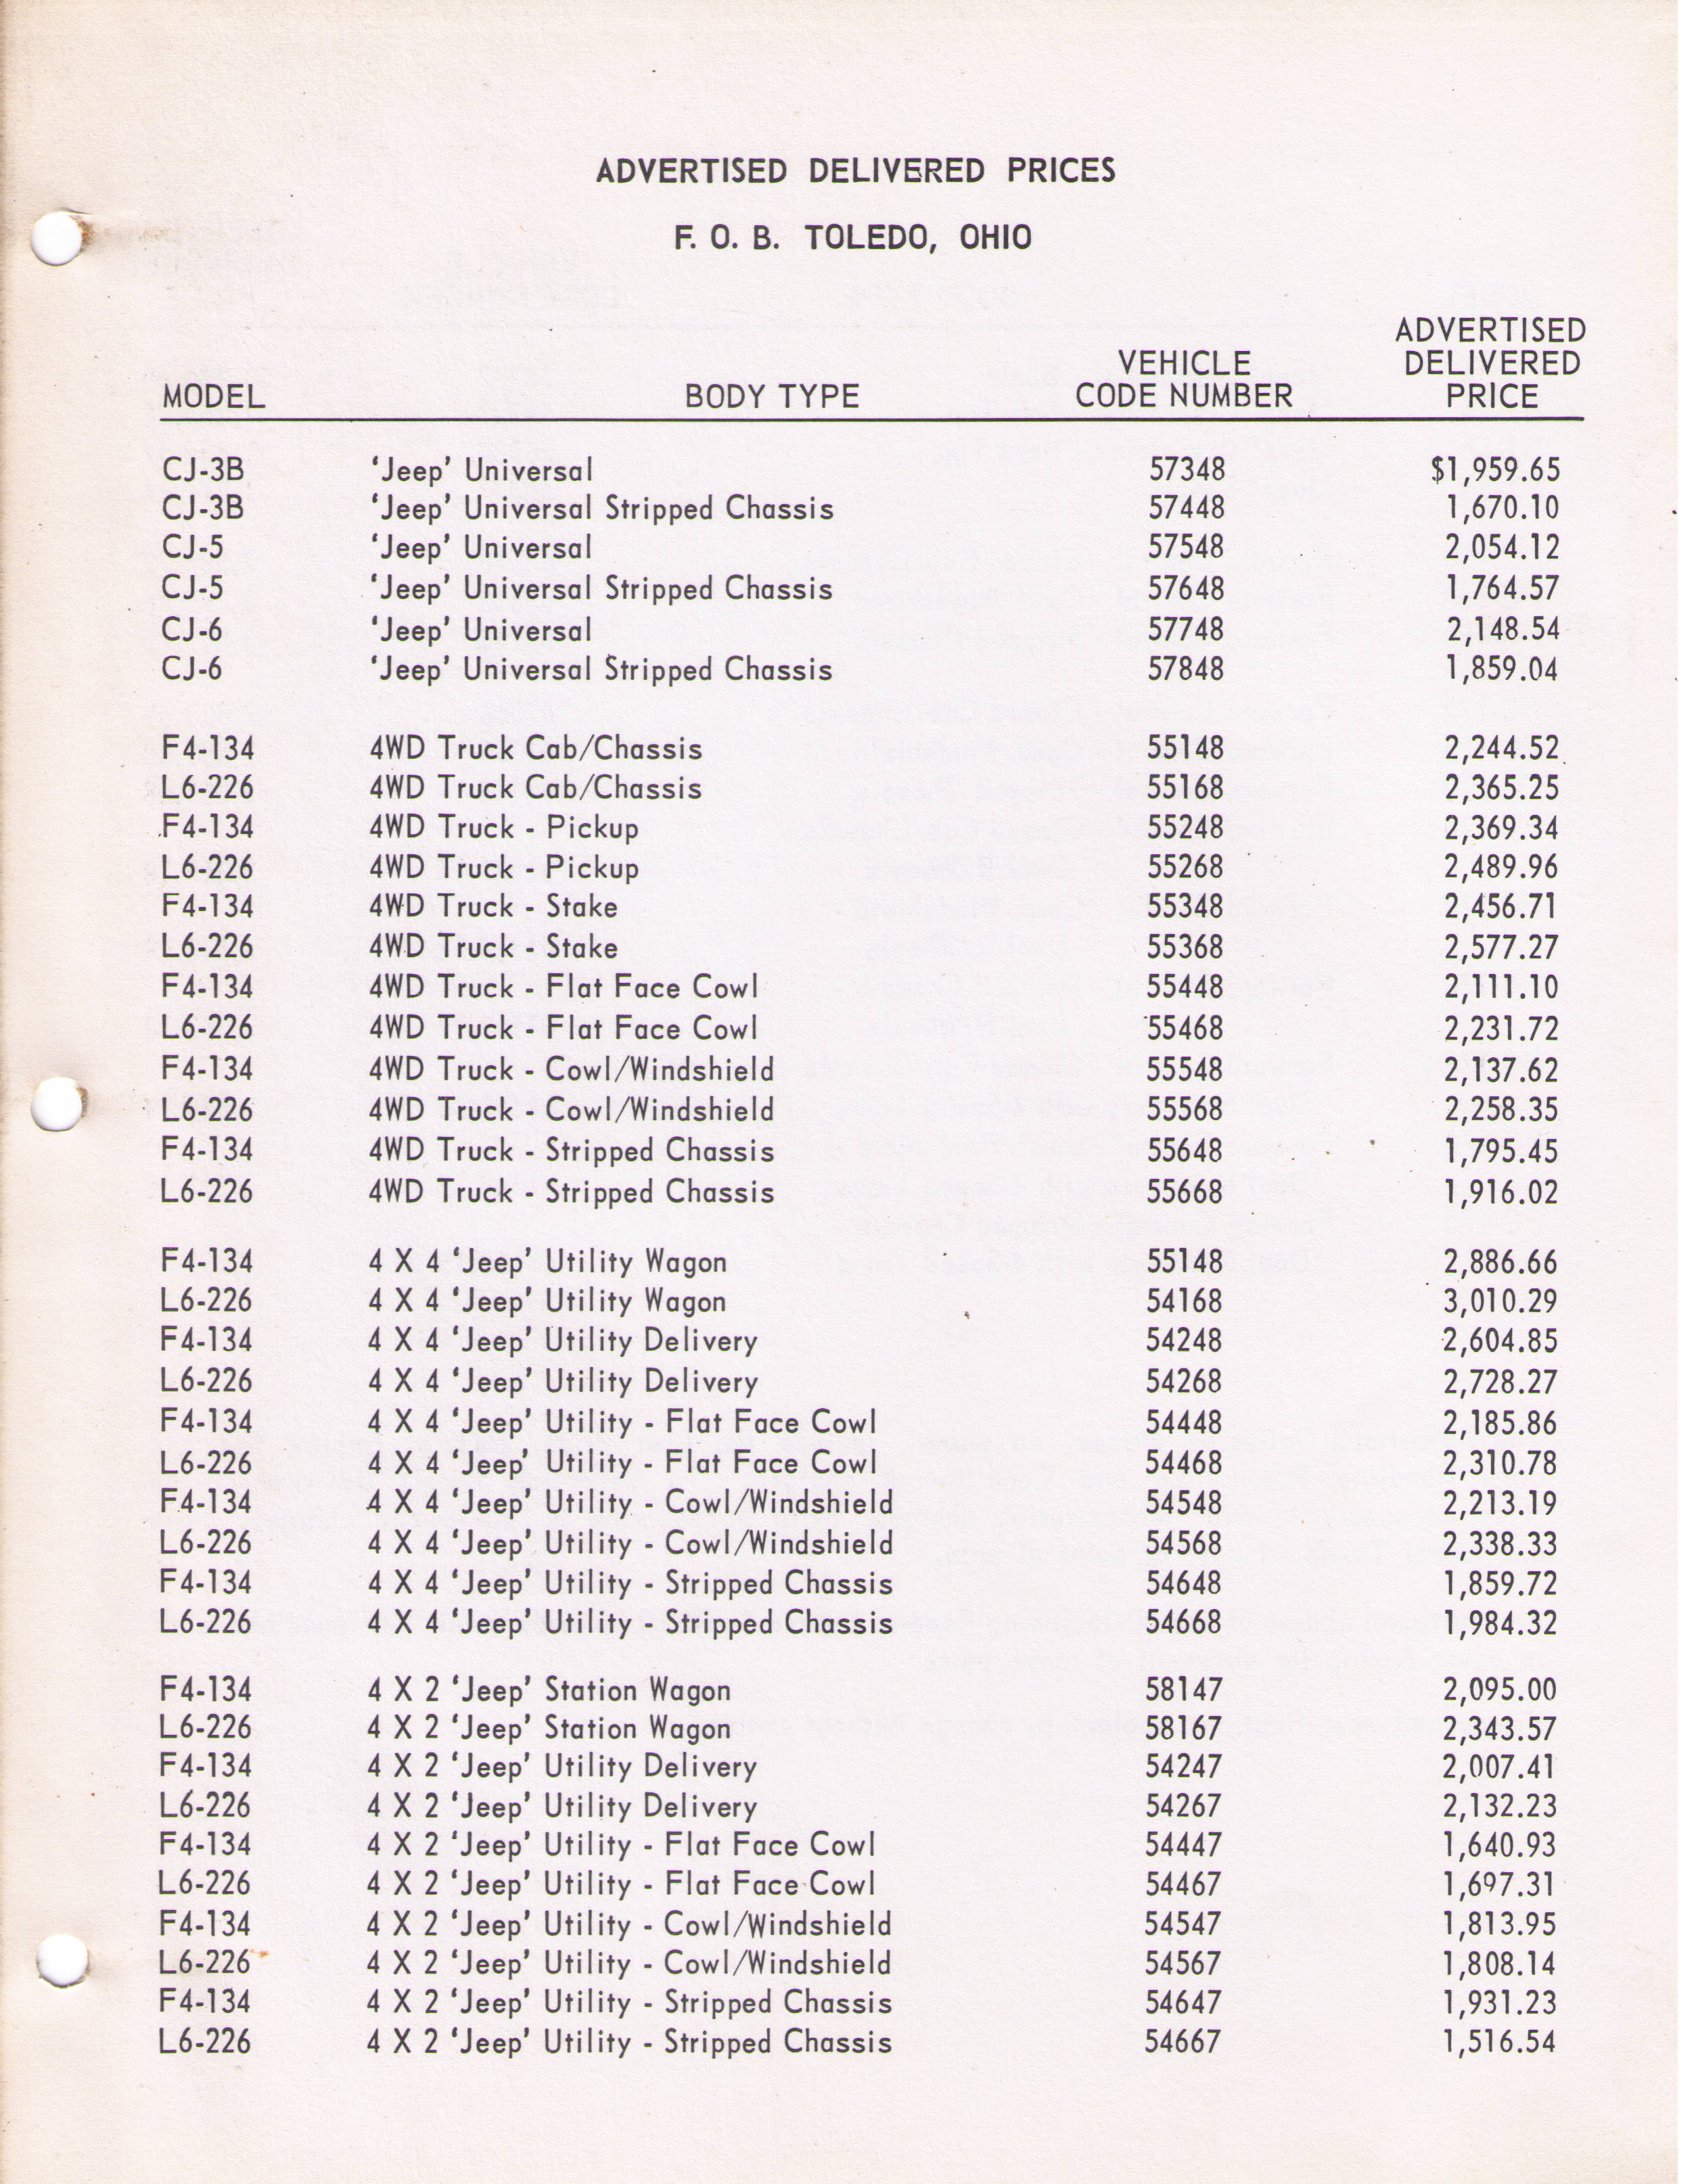 ADVERTISED DELIVERED PRICES
F. O. B. TOLEDO, OHIO
MODEL BODY TYPE VEHICLE CODE NUMBER ADVERTISED DELIVERED PRICE
CJ-3B ‘Jeep’ Universal 57348 $1,959.65
CJ-3B ‘Jeep’ Universal Stripped Chassis 57448 1,670.10
CJ-5 ‘Jeep’ Universal 57548 2,054.12
CJ-5 ‘Jeep’ Universal Stripped Chassis 57648 1,764.57
CJ-6 ‘Jeep’ Universal 57748 2,148.54
CJ-6 ‘Jeep’ Universal Stripped Chassis 57848 1,859.04
F4-134 4WD Truck Cab/Chassis 55148 2,244.52
L6-226 4WD Truck Cab/Chassis 55168 2,365.25
F4-134 4WD Truck - Pickup 55248 2,369.34
L6-226 4WD Truck - Pickup 55268 2,489.96
F4-134 4WD Truck - Stake 55348 2,456.71
L6-226 4WD Truck - Stake 55368 2,577.27
F4-134 4WD Truck - Flat Face Cowl 55448 2,111.10
L6-226 4WD Truck - Flat Face Cowl 55468 2,231.72
F4-134 4WD Truck - Cowl/Windshield 55548 2,137.62
L6-226 4WD Truck - Cowl/Windshield 55568 2,258.35
F4-134 4WD Truck - Stripped Chassis 55648 1,795.45
L6-226 4WD Truck - Stripped Chassis 55668 1,916.02
F4-134 4 X 4 ‘Jeep’ Utility Wagon 55148 2,886.66
L6-226 4 X 4 ‘Jeep’ Utility Wagon 54168 3,010.29
F4-134 4 X 4 ‘Jeep’ Utility Delivery 54248 2,604.85
L6-226 4 X 4 ‘Jeep’ Utility Delivery 54268 2,728.27
F4-134 4 X 4 ‘Jeep’ Utility - Flat Face Cowl 54448 2,185.86
L6-226 4 X 4 ‘Jeep’ Utility - Flat Face Cowl 54468 2,310.78
F4-134 4 X 4 ‘Jeep’ Utility - Cowl/Windshield 54548 2,213.19
L6-226 4 X 4 ‘Jeep’ Utility - Cowl/Windshield 54568 2,338.33
F4-134 4 X 4 ‘Jeep’ Utility - Stripped Chassis 54648 1,859.72
L6-226 4 X 4 ‘Jeep’ Utility - Stripped Chassis 54668 1,984.32
F4-134 4 X 2 ‘Jeep’ Station Wagon 58147 2,095.00
L6-226 4 X 2 ‘Jeep’ Station Wagon 58167 2,343.57
F4-134 4 X 2 ‘Jeep’ Utility Delivery 54247 2,007.41
L6-226 4 X 2 ‘Jeep’ Utility Delivery 54267 2,132.23
F4-134 4 X 2 ‘Jeep’ Utility - Flat Face Cowl 54447 1,640.93
L6-226 4 X 2 ‘Jeep’ Utility - Flat Face Cowl 54467 1,697.31
F4-134 4 X 2 ‘Jeep’ Utility - Cowl/Windshield 54547 1,813.95
L6-226 4 X 2 ‘Jeep’ Utility - Cowl/Windshield 54567 1,808.14
F4-134 4 X 2 ‘Jeep’ Utility - Stripped Chassis 54647 1,931.23
L6-226 4 X 2 ‘Jeep’ Utility - Stripped Chassis 54667 1,516.54